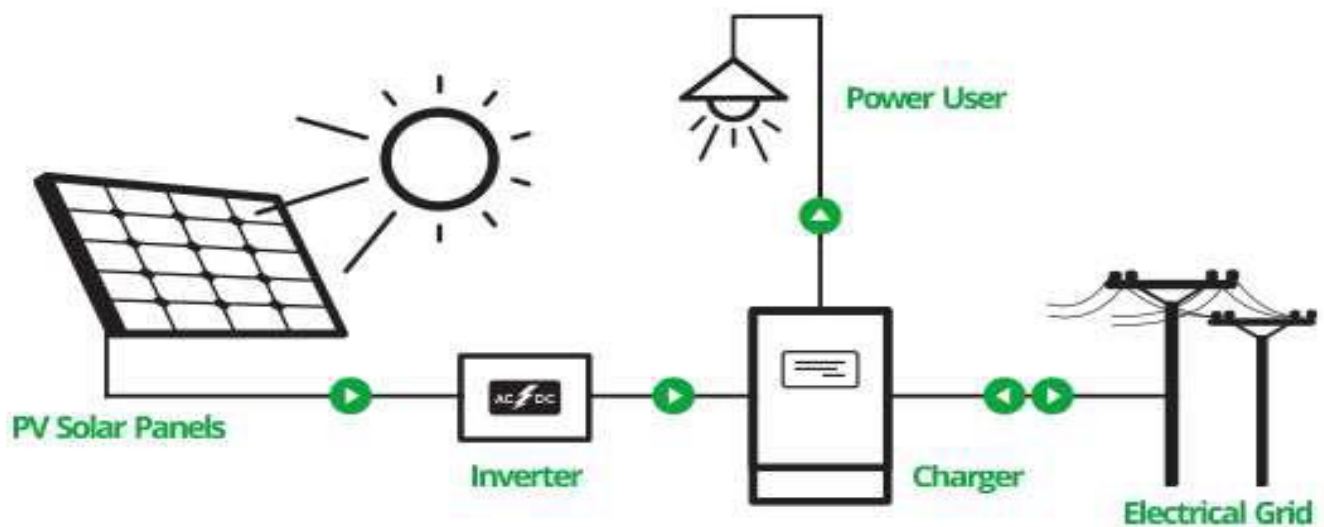 Power User
PV Solar Panels
AC DC
Inverter
Charger
Electrical Grid